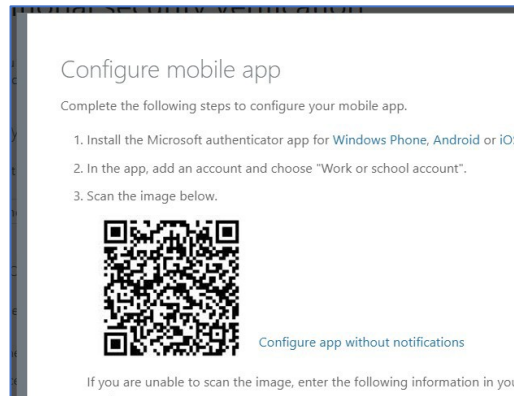 Configure mobile app
Complete the following steps to configure your mobile app.
1. Install the Microsoft authenticator app for Windows Phone, Android or iOS
2. In the app, add an account and choose "Work or school account".
3. Scan the image below.
Configure app without notifications
If you are unable to scan the image, enter the following information in you